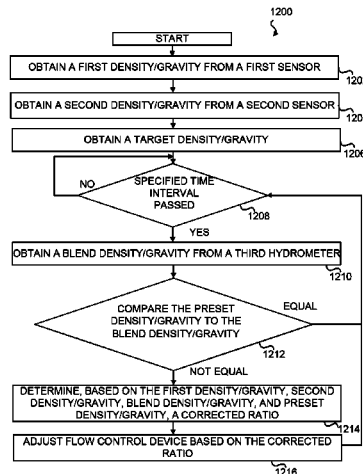 1200
START
OBTAIN A FIRST DENSITY/GRAVITY FROM A FIRST SENSOR
OBTAIN A SECOND DENSITY/GRAVITY FROM A SECOND SENSOR
OBTAIN A TARGET DENSITY/GRAVITY
1206
NO
SPECIFIED TIME
INTERVAL
PASSED
1208
YES
OBTAIN A BLEND DENSITY/GRAVITY FROM A THIRD HYDROMETER
1210
COMPARE THE PRESET
DENSITY/GRAVITY TO THE
BLEND DENSITY/GRAVITY
EQUAL
1212
NOT EQUAL
DETERMINE, BASED ON THE FIRST DENSITY/GRAVITY, SECOND
DENSITY/GRAVITY, BLEND DENSITY/GRAVITY, AND PRESET
DENSITY/GRAVITY, A CORRECTED RATIO
1214
ADJUST FLOW CONTROL DEVICE BASED ON THE CORRECTED
RATIO
1216